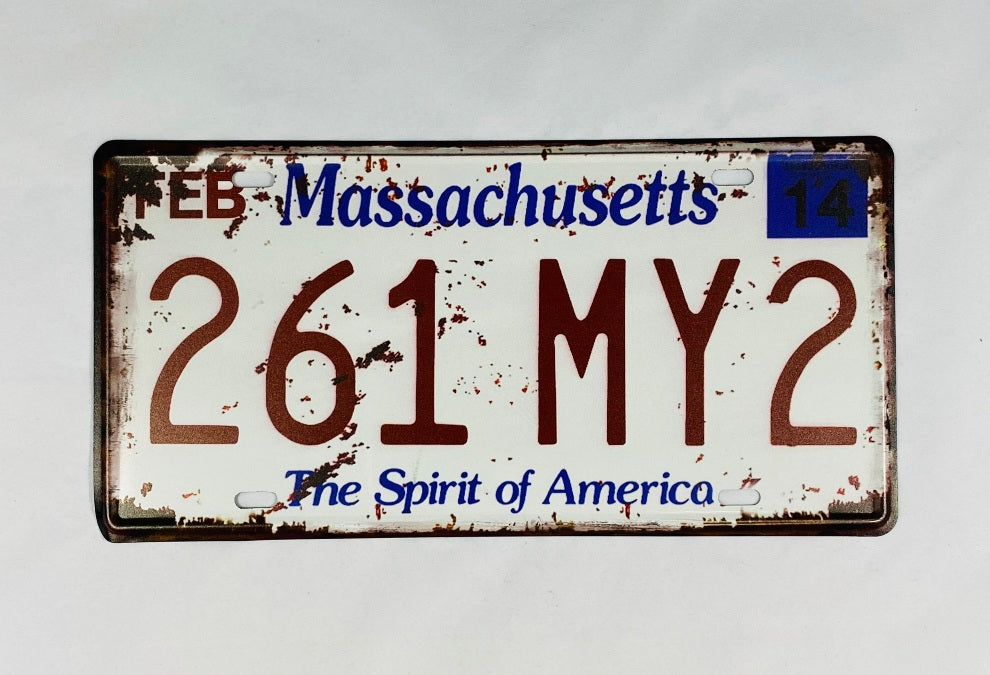 FEB Massachusetts 14
261 MY2
The Spirit of America